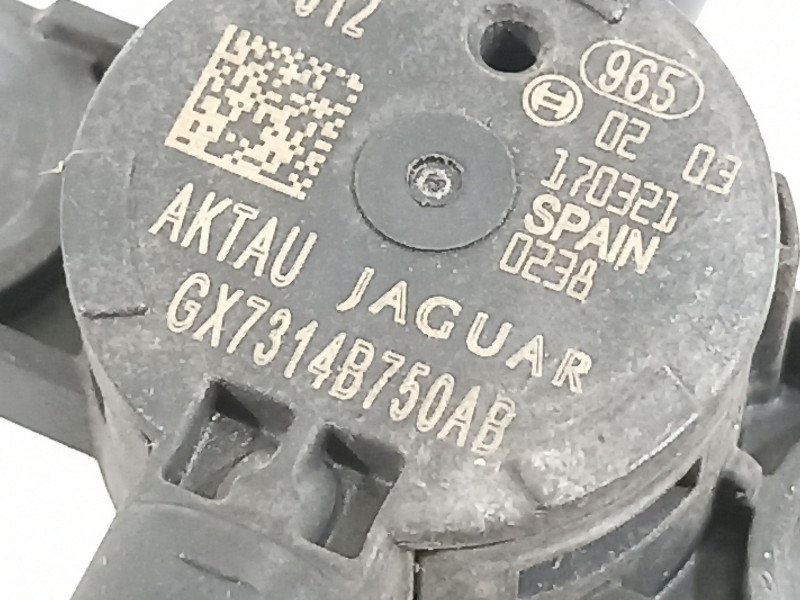 965
02 03
170321
SPAIN
0238
AKTAU JAGUAR
GX7314B750AB